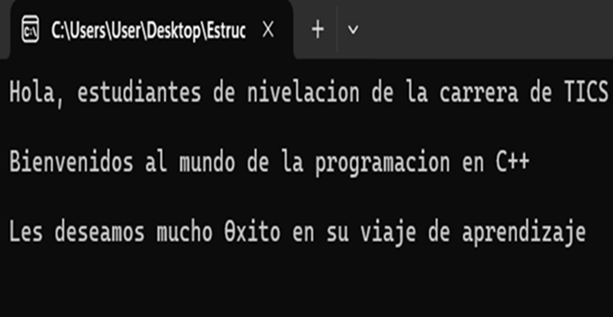 C:\Users\User\Desktop\Estruc
Hola, estudiantes de nivelacion de la carrera de TICS
Bienvenidos al mundo de la programacion en C++
Les deseamos mucho Θxito en su viaje de aprendizaje